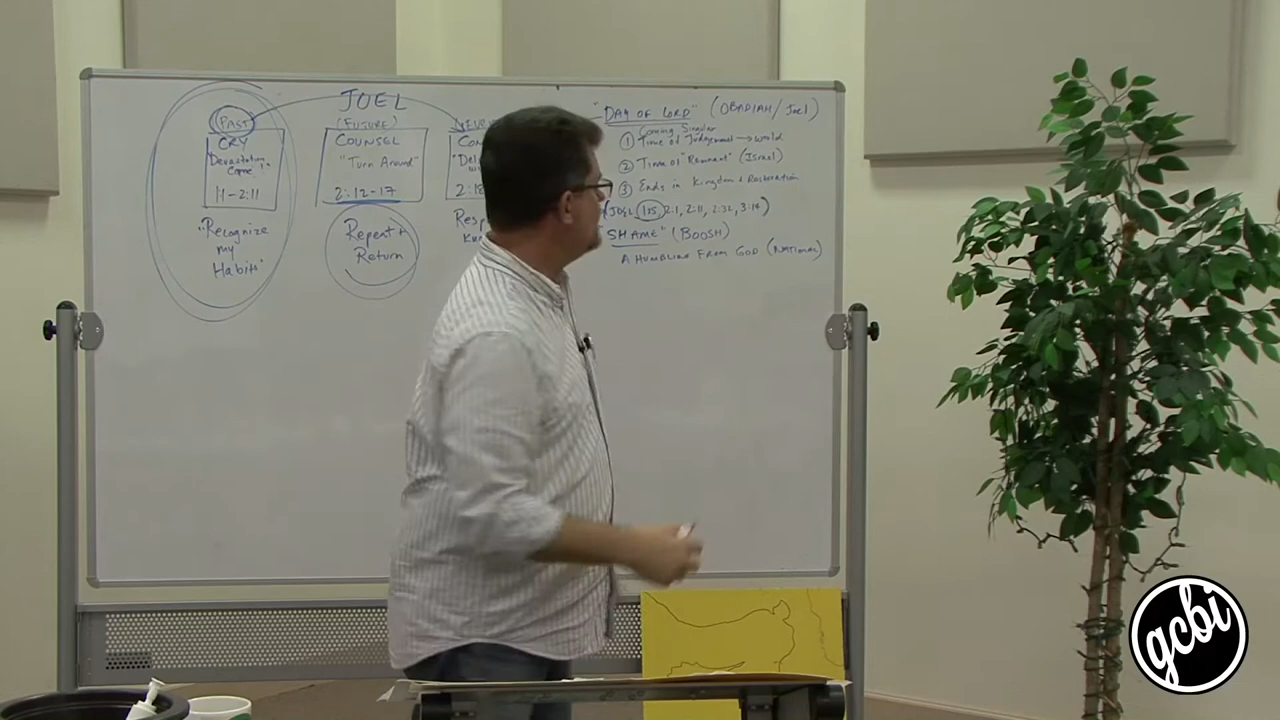 JOEL
PAST
CRY
"Devastation
Came!"
1-2:11
"Recognize
my
Habits"
(FUTURE)
COUNSEL
"Turn Around"
2:12-17
Repent +
Return
2:18
"DAY OF LORD" (OBADIAH/Joel)
① Coming Singular
Time of Judgement → world
② Time of "Remnant" (Israel)
③ Ends in Kingdom + Restoration
(JOEL 1:15 2:1, 2:11, 2:32, 3:14)
"SHAME" (BOOSH)
A HUMBLING FROM GOD (NATIONAL)
gcbi